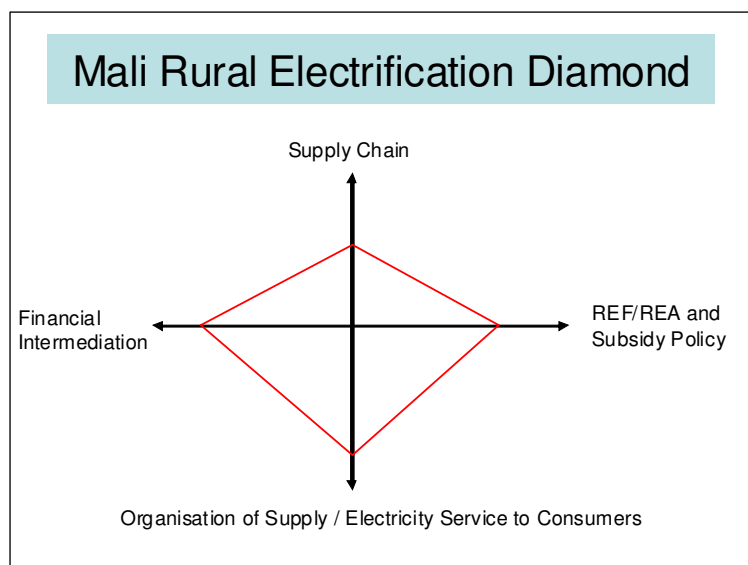 Mali Rural Electrification Diamond
Supply Chain
Financial
Intermediation
REF/REA and
Subsidy Policy
Organisation of Supply / Electricity Service to Consumers